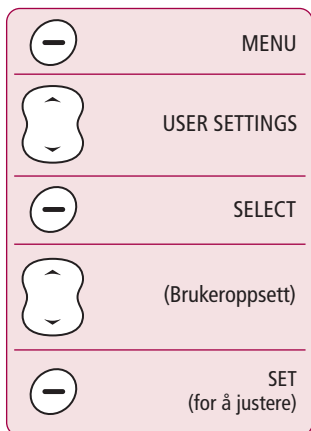 MENU
USER SETTINGS
SELECT
(Brukeroppsett)
SET
(for å justere)